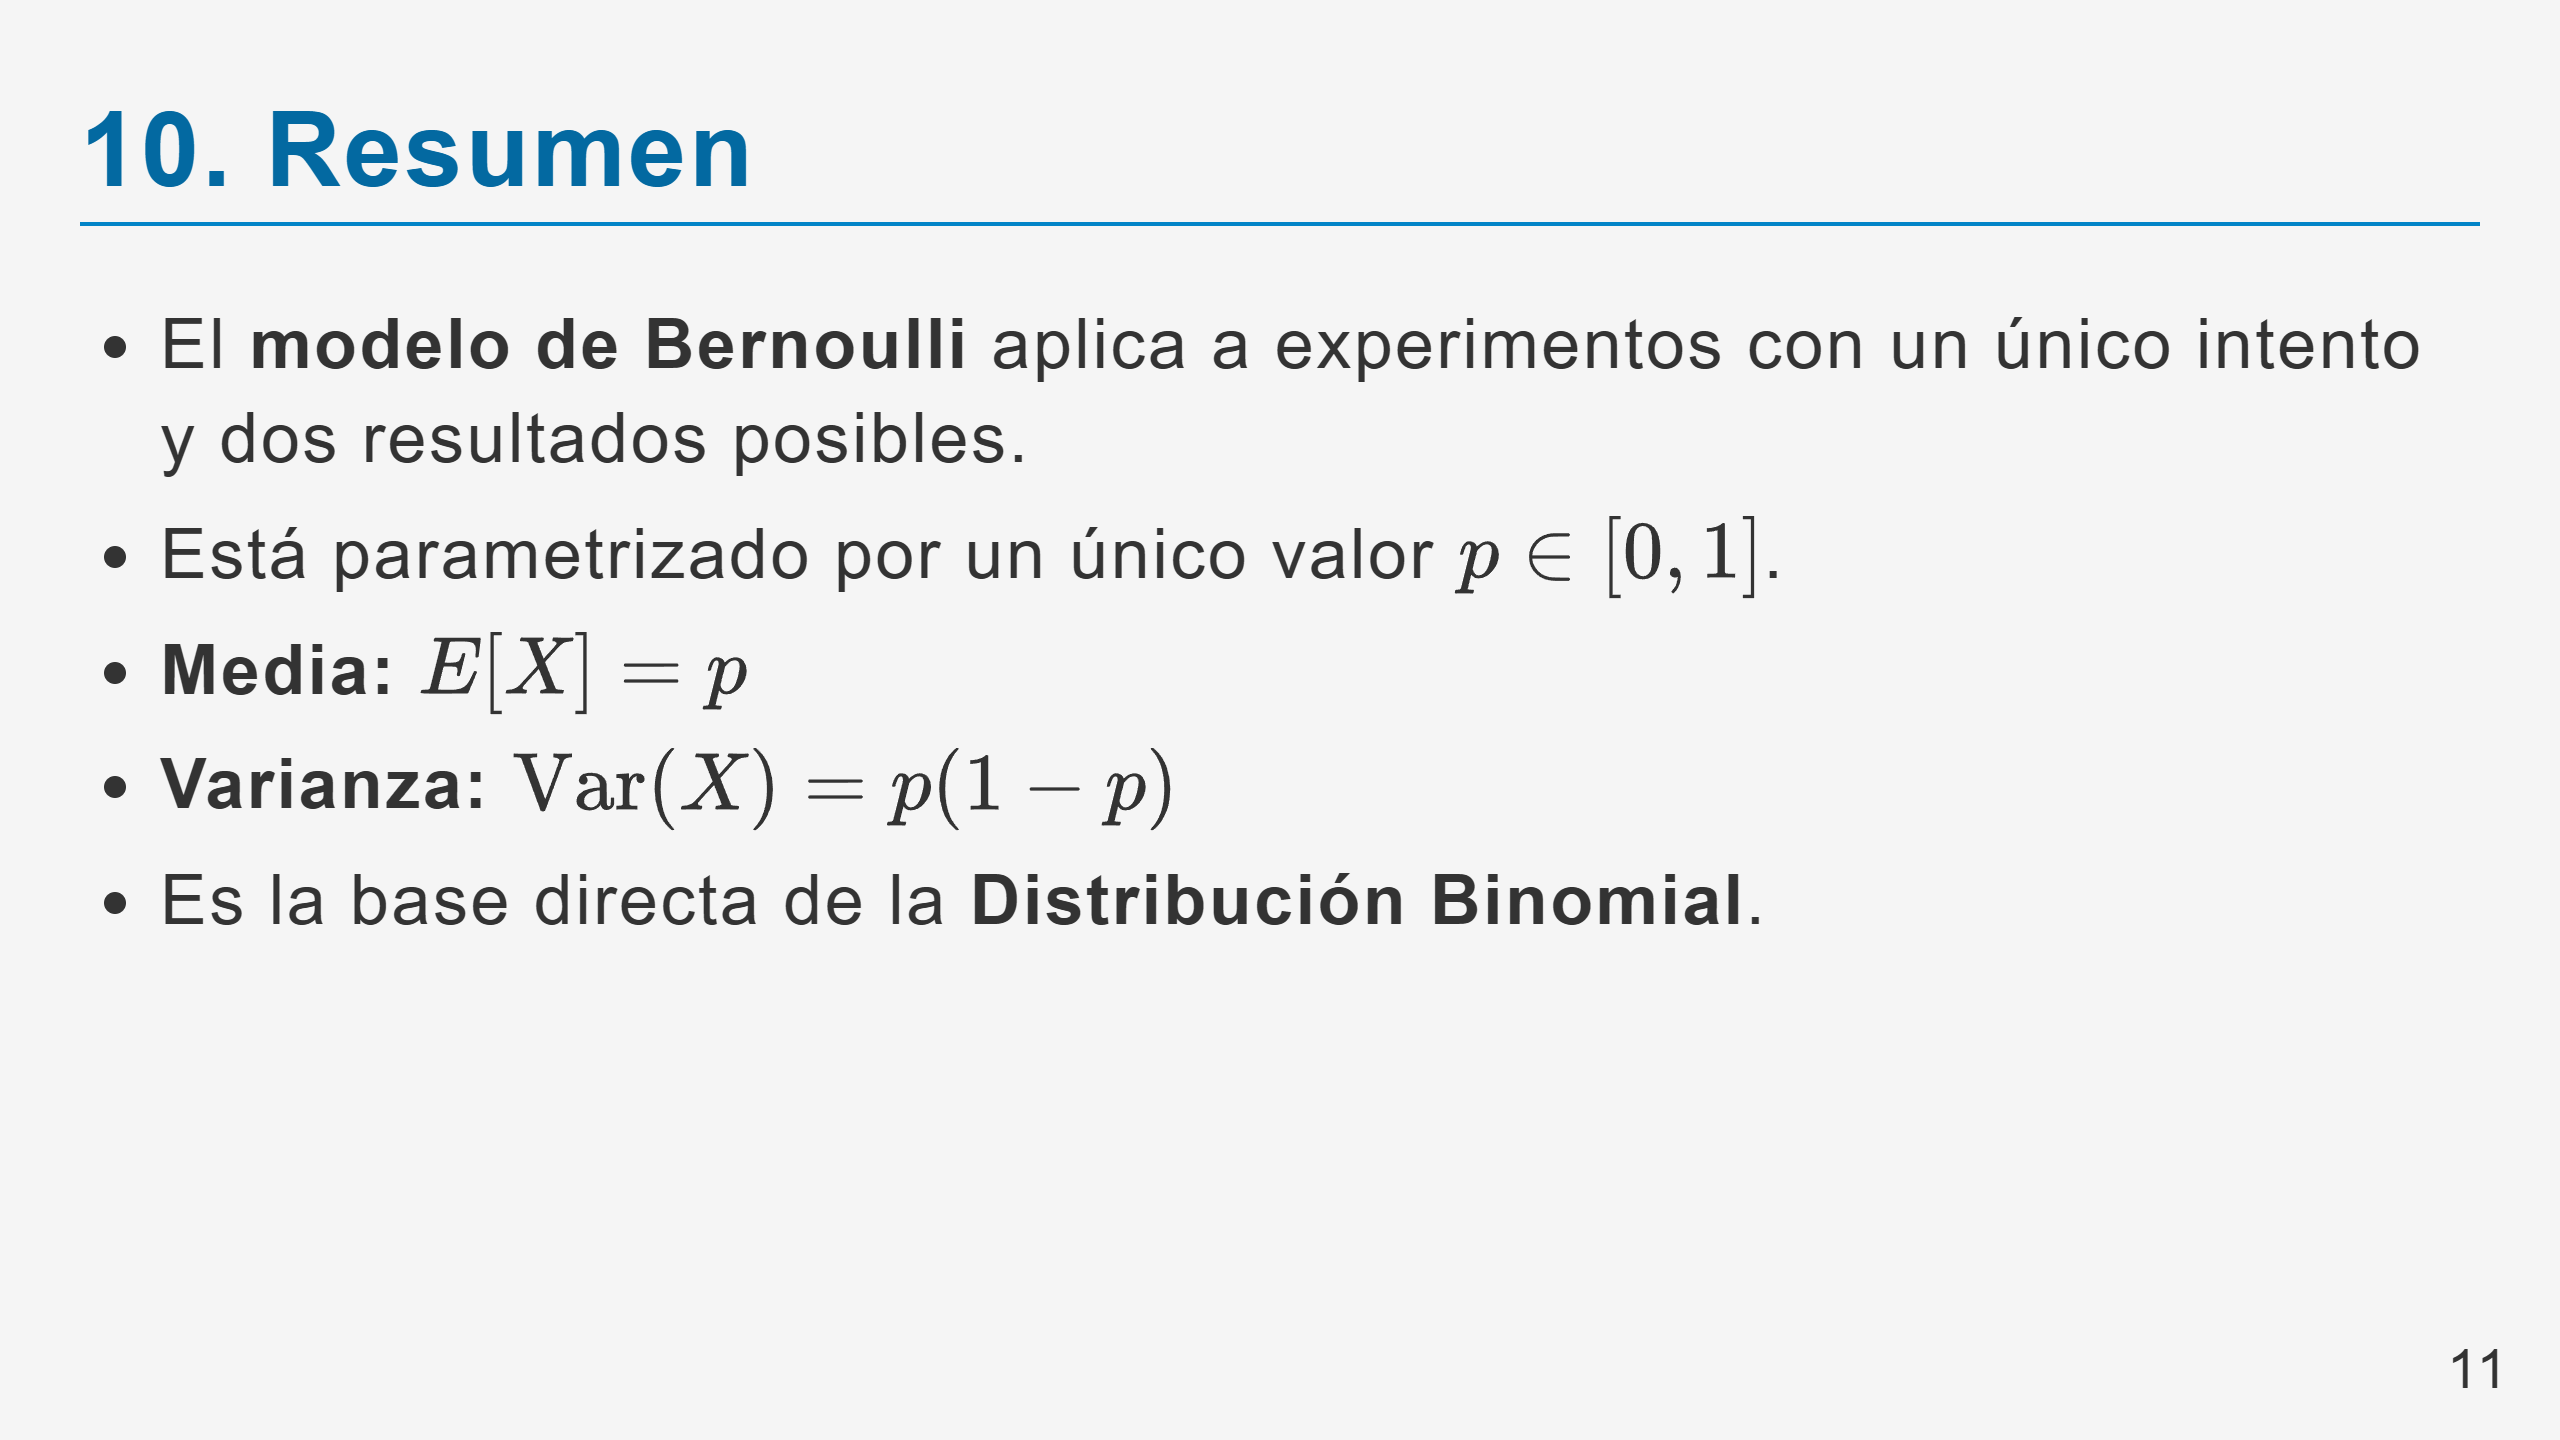 10. Resumen
• El modelo de Bernoulli aplica a experimentos con un único intento
y dos resultados posibles.
• Está parametrizado por un único valor p ∈ [0, 1].
• Media: E[X] = p
• Varianza: Var(X) = p(1 − p)
• Es la base directa de la Distribución Binomial.
11